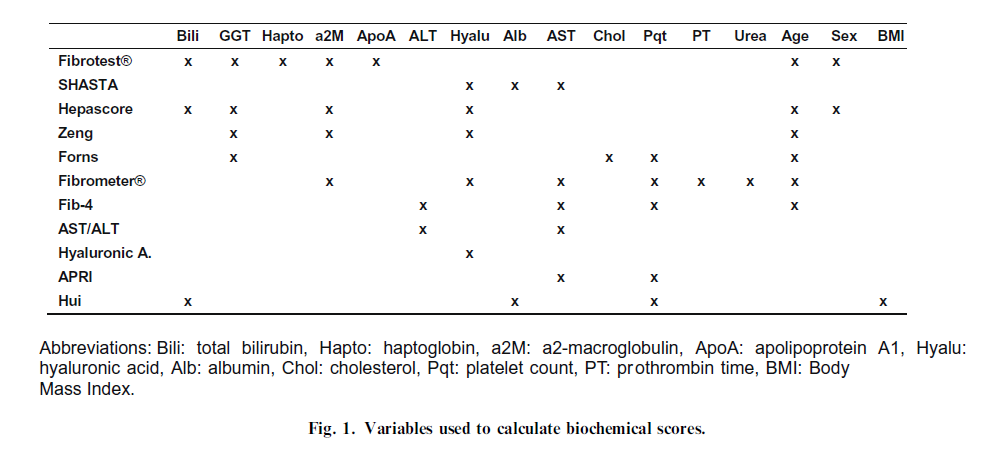 Bili GGT Hapto a2M ApoA ALT Hyalu Alb AST Chol Pqt PT Urea Age Sex BMI
Fibrotest® x x x x x x x
SHASTA x x x
Hepascore x x x x x x
Zeng x x x x
Forns x x x x
Fibrometer® x x x x x x x
Fib-4 x x x x
AST/ALT x x
Hyaluronic A. x
APRI x x
Hui x x x x
Abbreviations: Bili: total bilirubin, Hapto: haptoglobin, a2M: a2-macroglobulin, ApoA: apolipoprotein A1, Hyalu:
hyaluronic acid, Alb: albumin, Chol: cholesterol, Pqt: platelet count, PT: prothrombin time, BMI: Body
Mass Index.
Fig. 1. Variables used to calculate biochemical scores.